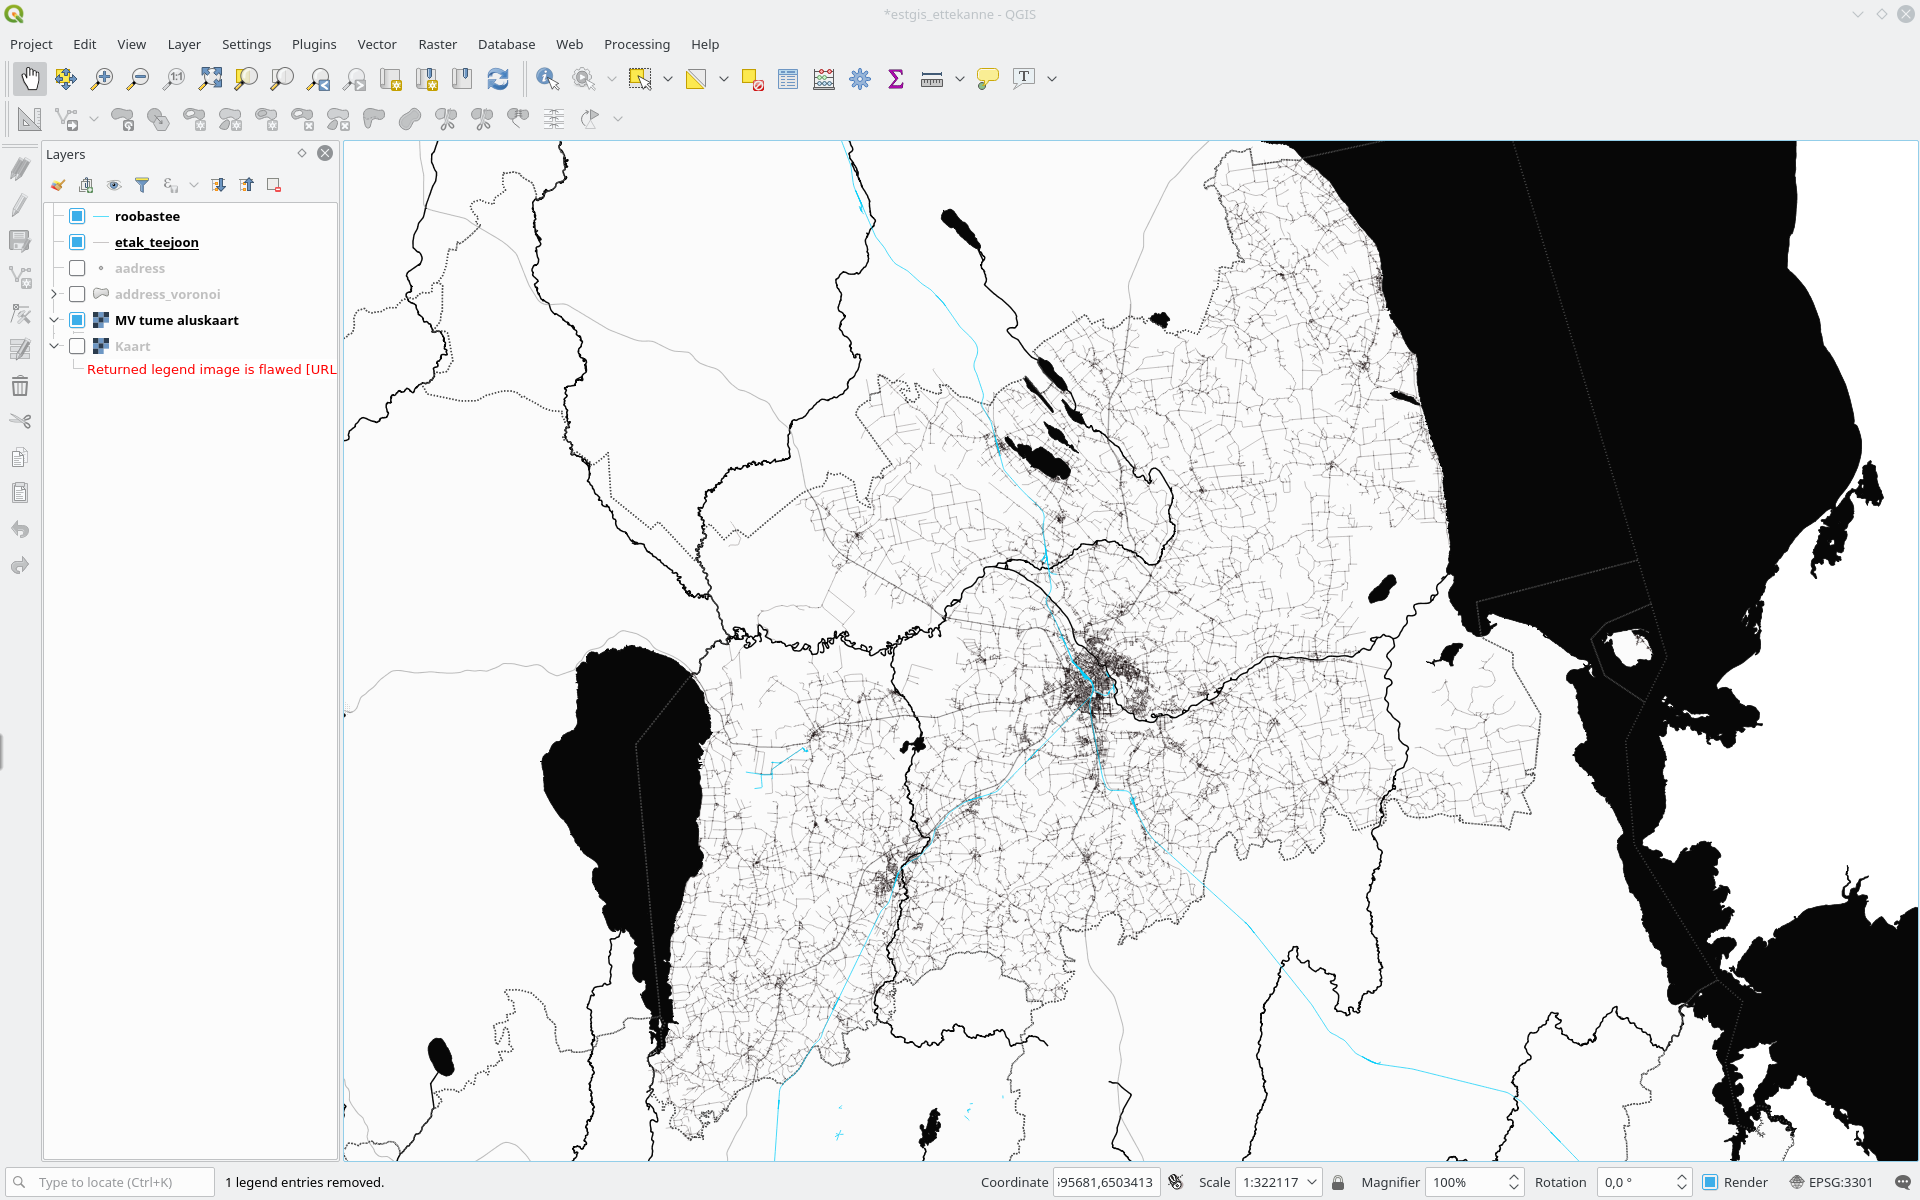 *estgis_ettekanne - QGIS
Project Edit View Layer Settings Plugins Vector Raster Database Web Processing Help
Layers
roobastee
etak_teejoon
aadress
address_voronoi
MV tume aluskaart
Kaart
Returned legend image is flawed [URL
Type to locate (Ctrl+K)
1 legend entries removed.
Coordinate 595681,6503413
Scale 1:322117
Magnifier 100%
Rotation 0,0 °
Render
EPSG:3301